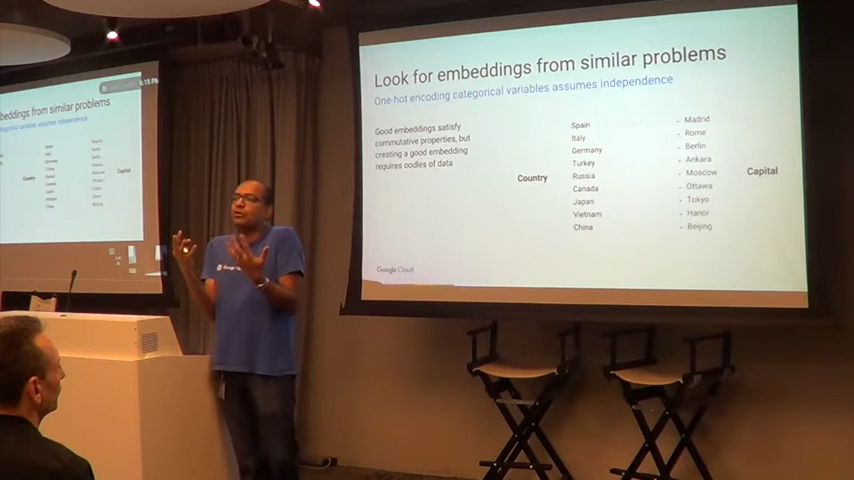 Look for embeddings from similar problems
One-hot encoding categorical variables assumes independence
Good embeddings satisfy
commutative properties, but
creating a good embedding
requires oodles of data
Country
Spain
Italy
Germany
Turkey
Russia
Canada
Japan
Vietnam
China
- Madrid
- Rome
- Berlin
- Ankara
- Moscow
- Ottawa
- Tokyo
- Hanoi
- Beijing
Capital
Google Cloud
beddings from similar problems
Country
Capital